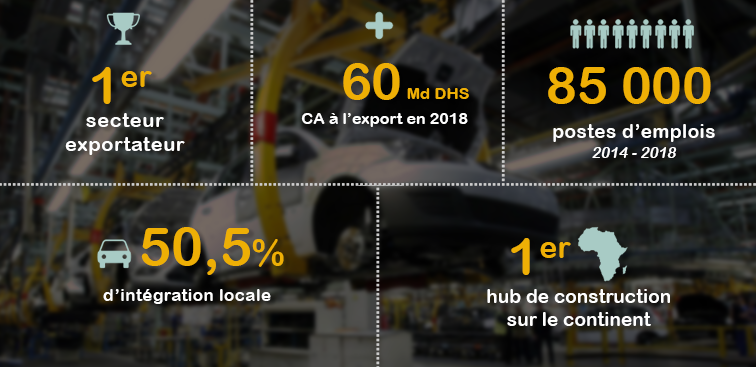 1er
secteur
exportateur
60 Md DHS
CA à l'export en 2018
85 000
postes d'emplois
2014 - 2018
50,5%
d'intégration locale
1er
hub de construction
sur le continent